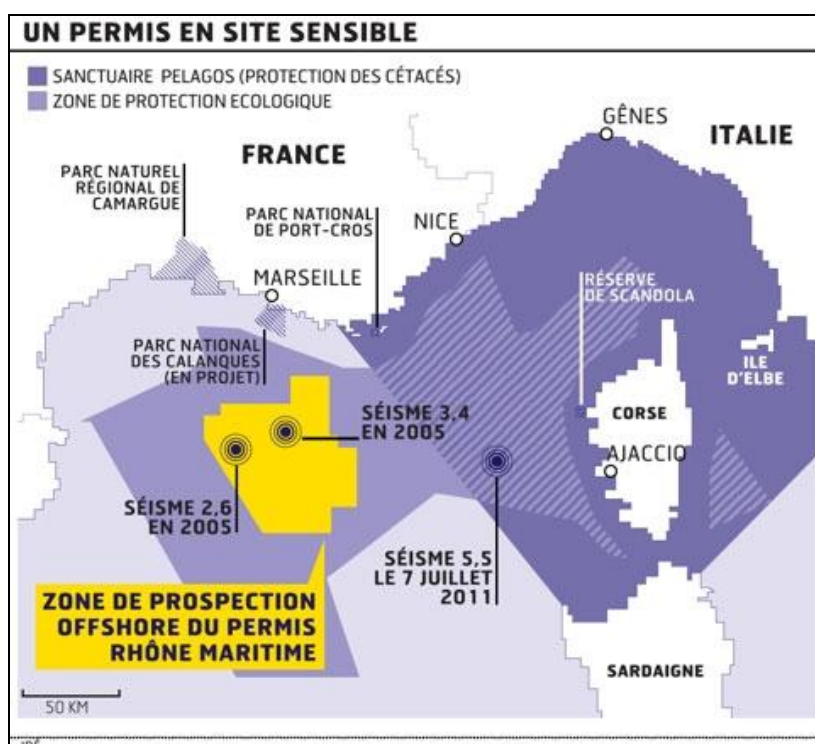 UN PERMIS EN SITE SENSIBLE
SANCTUAIRE PELAGOS (PROTECTION DES CÉTACÉS)
ZONE DE PROTECTION ECOLOGIQUE
GÊNES
ITALIE
FRANCE
PARC NATUREL
RÉGIONAL DE
CAMARGUE
PARC NATIONAL
DE PORT-CROS
NICE
MARSEILLE
RÉSERVE
DE SCANDOLA
PARC NATIONAL
DES CALANQUES
(EN PROJET)
ILE
D'ELBE
SÉISME 3,4
EN 2005
CORSE
AJACCIO
SÉISME 2,6
EN 2005
SÉISME 5,5
LE 7 JUILLET
2011
ZONE DE PROSPECTION
OFFSHORE DU PERMIS
RHÔNE MARITIME
SARDAIGNE
50 KM